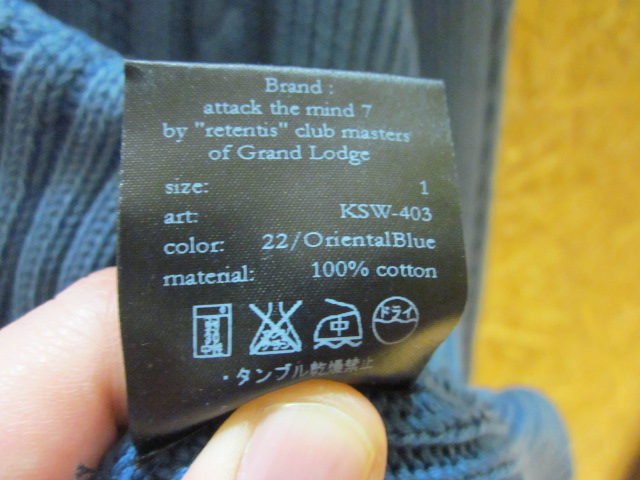 Brand :
attack the mind 7
by "retentis" club masters
of Grand Lodge
size: 1
art: KSW-403
color: 22/OrientalBlue
material: 100% cotton
中 ドライ
・タンブル乾燥禁止